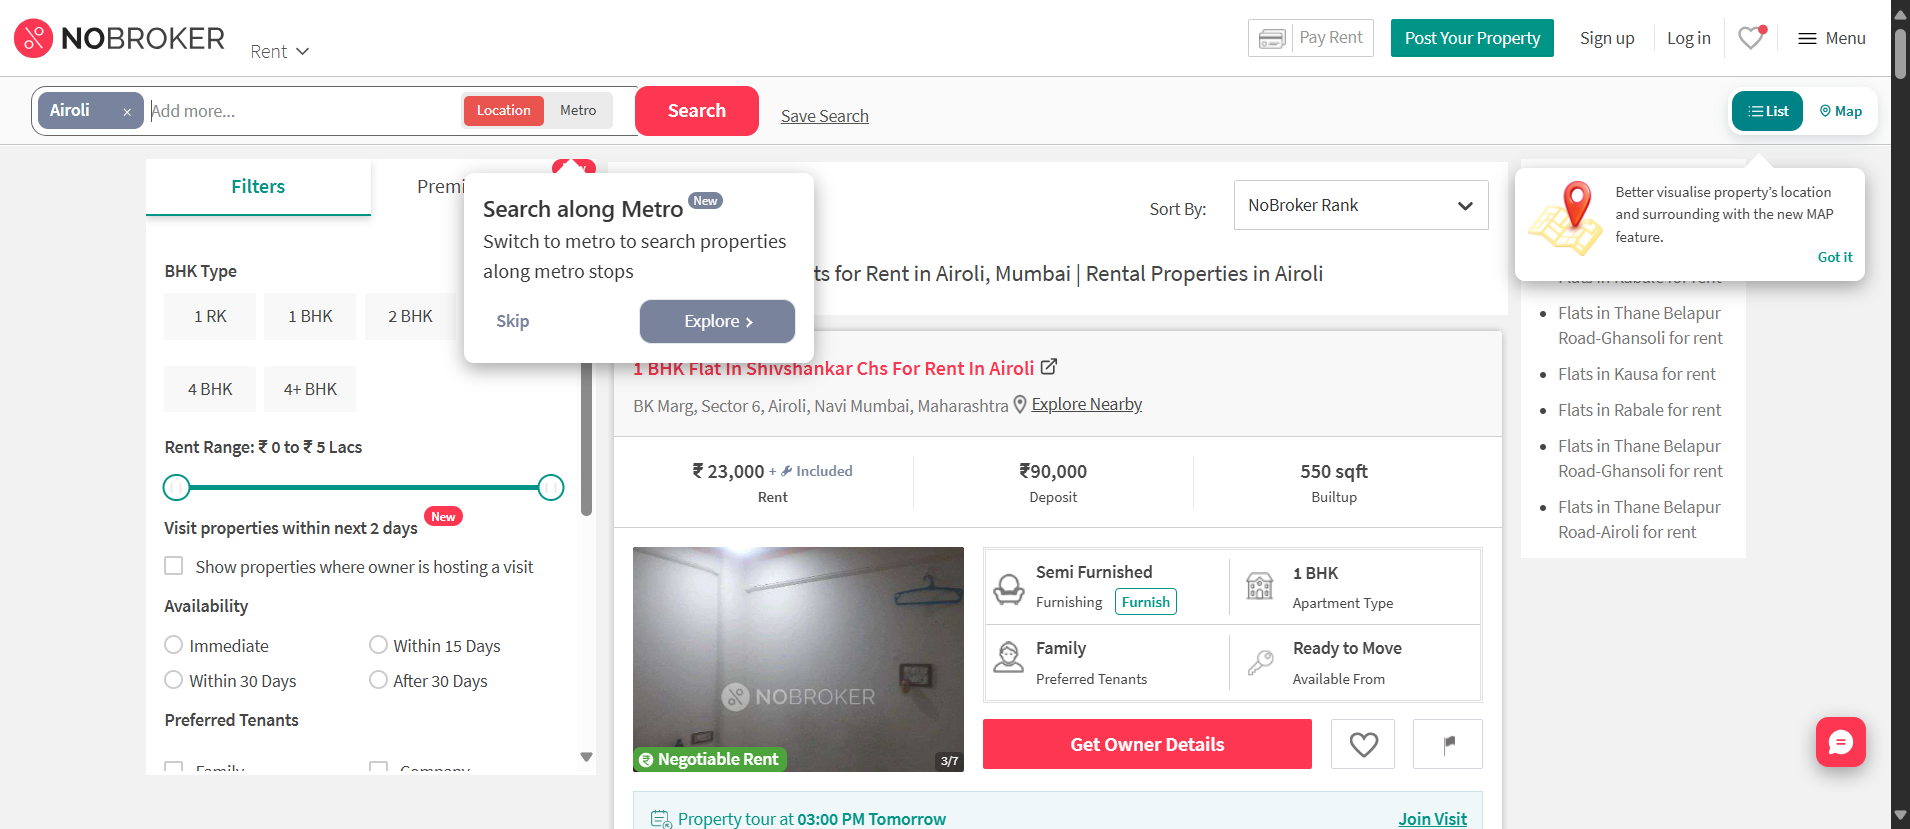 NOBROKER
Rent
Pay Rent
Post Your Property
Sign up
Log in
Menu
Airoli ×
Add more...
Location
Metro
Search
Save Search
List
Map
Filters
Premi
Search along Metro New
Switch to metro to search properties
along metro stops
Skip
Explore
Sort By:
NoBroker Rank
ts for Rent in Airoli, Mumbai | Rental Properties in Airoli
Better visualise property's location
and surrounding with the new MAP
feature.
Got it
BHK Type
1 RK
1 BHK
2 BHK
4 BHK
4+ BHK
Rent Range: ₹ 0 to ₹ 5 Lacs
Visit properties within next 2 days New
Show properties where owner is hosting a visit
Availability
Immediate
Within 15 Days
Within 30 Days
After 30 Days
Preferred Tenants
Family
Company
1 BHK Flat In Shivshankar Chs For Rent In Airoli
BK Marg, Sector 6, Airoli, Navi Mumbai, Maharashtra Explore Nearby
₹ 23,000 + Included
Rent
₹90,000
Deposit
550 sqft
Builtup
NOBROKER
Negotiable Rent
3/7
Semi Furnished
Furnishing Furnish
1 BHK
Apartment Type
Family
Preferred Tenants
Ready to Move
Available From
Get Owner Details
Property tour at 03:00 PM Tomorrow
Join Visit
Flats in Rabale for rent
Flats in Thane Belapur
Road-Ghansoli for rent
Flats in Kausa for rent
Flats in Rabale for rent
Flats in Thane Belapur
Road-Ghansoli for rent
Flats in Thane Belapur
Road-Airoli for rent